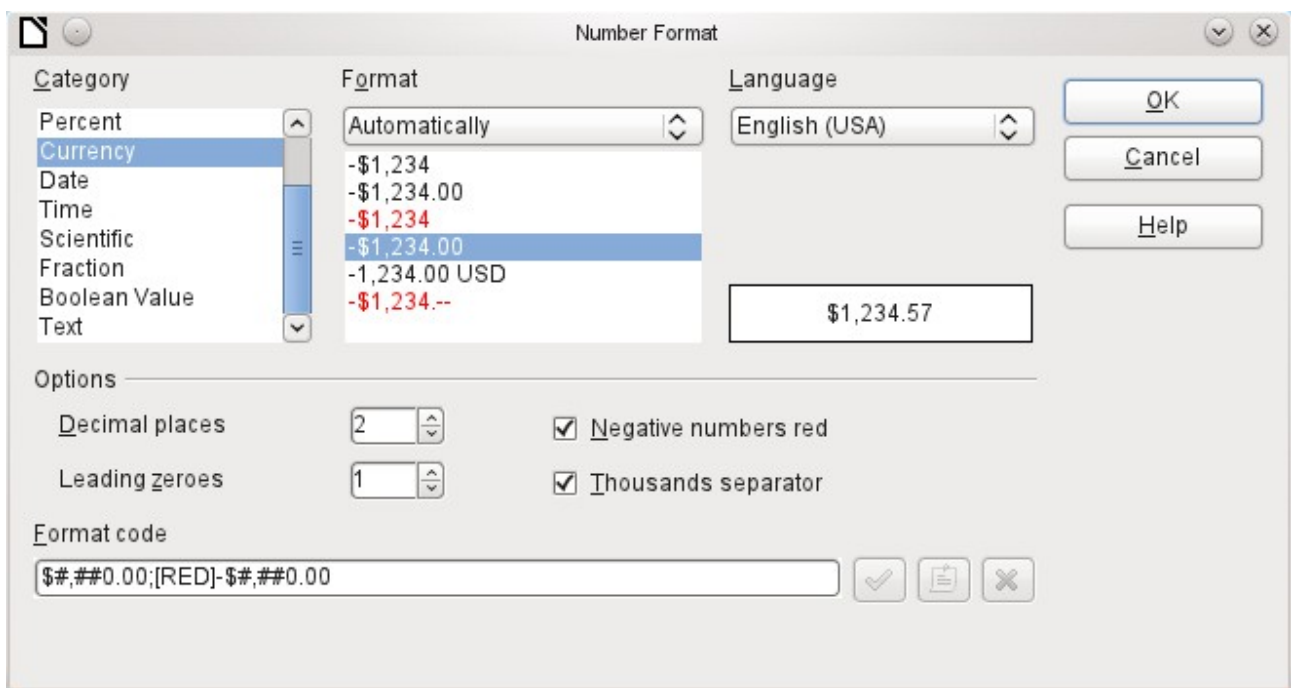 Number Format
Category
Format
Language
Percent
Currency
Date
Time
Scientific
Fraction
Boolean Value
Text
Automatically
-$1,234
-$1,234.00
-$1,234
-$1,234.00
-1,234.00 USD
-$1,234.--
English (USA)
$1,234.57
OK
Cancel
Help
Options
Decimal places
2
Negative numbers red
Leading zeroes
1
Thousands separator
Format code
$#,##0.00;[RED]-$#,##0.00